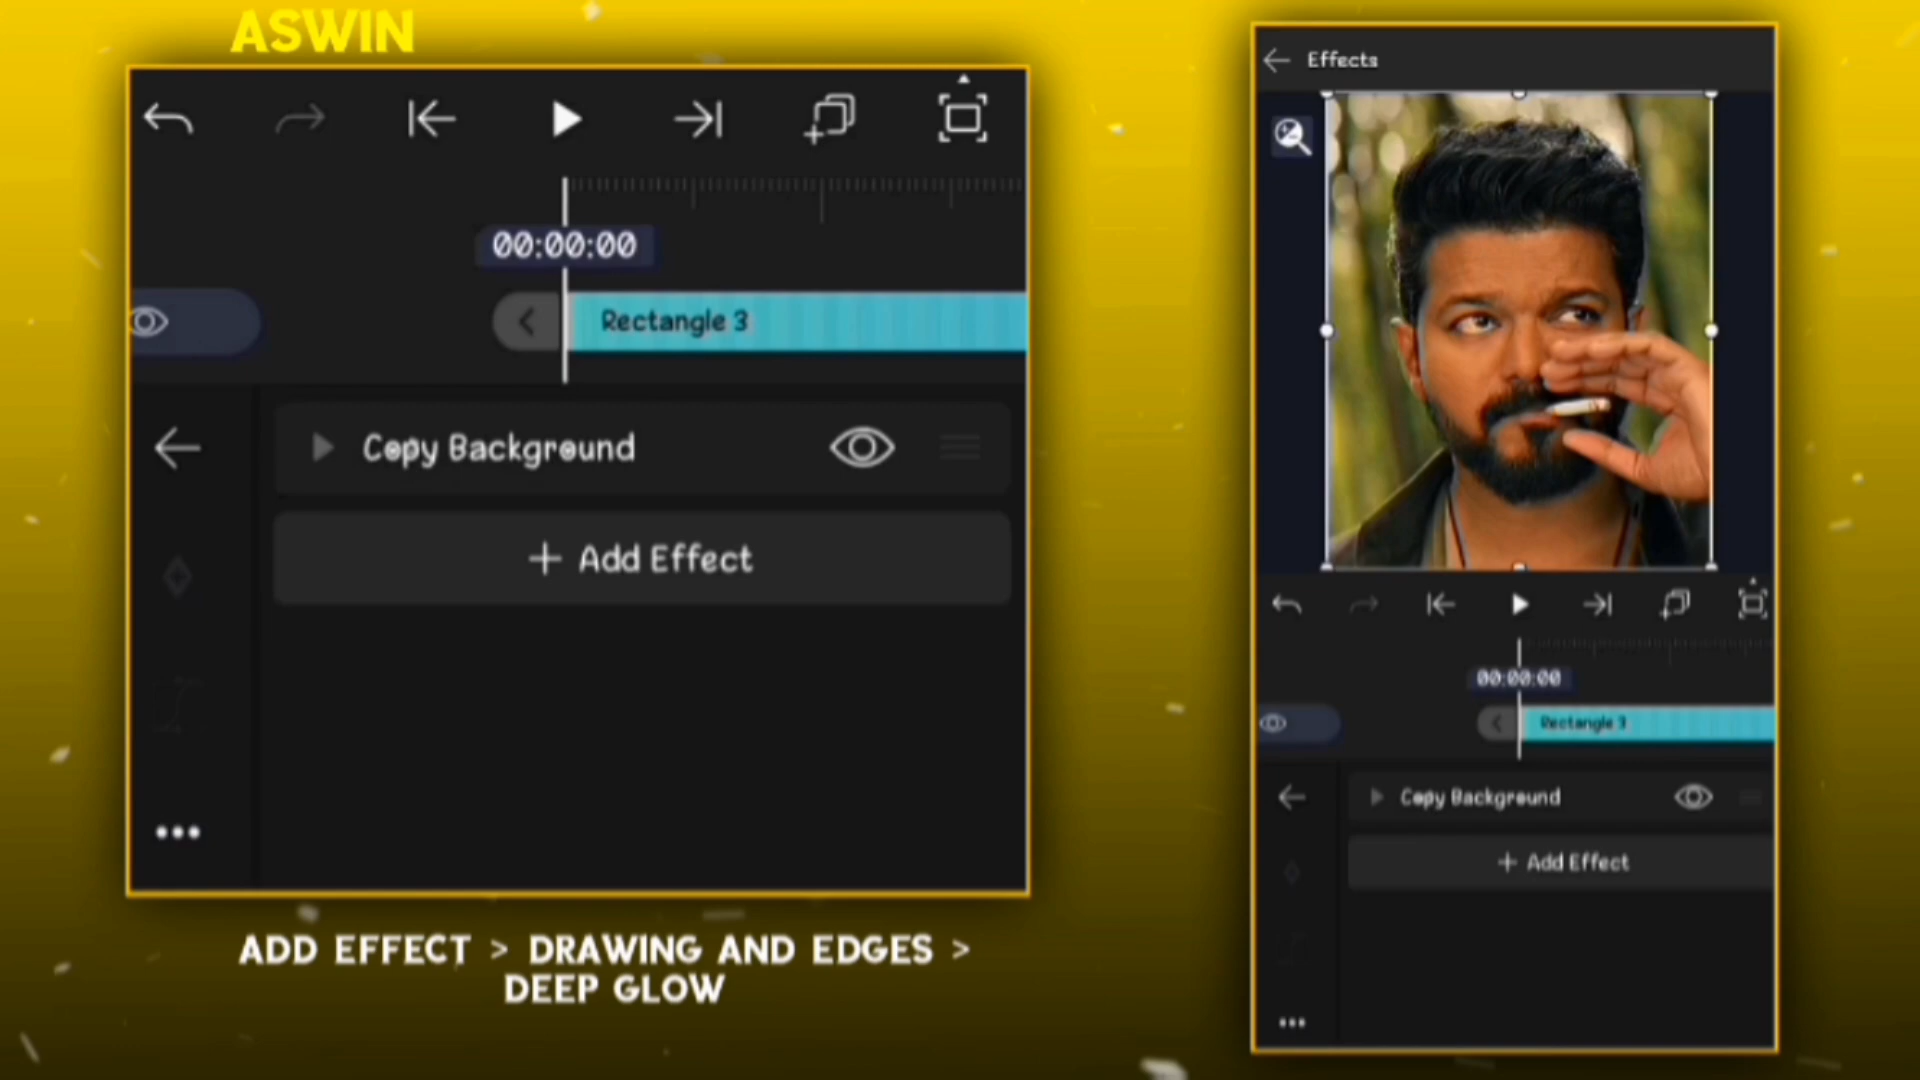 ASWIN
00:00:00
Rectangle 3
Copy Background
+ Add Effect
ADD EFFECT > DRAWING AND EDGES >
DEEP GLOW
Effects
00:00:00
Rectangle 3
Copy Background
+ Add Effect